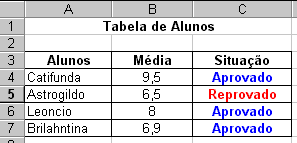 A B C
1 Tabela de Alunos
2
3 Alunos Média Situação
4 Catifunda 9,5 Aprovado
5 Astrogildo 6,5 Reprovado
6 Leoncio 8 Aprovado
7 Brilahntina 6,9 Aprovado